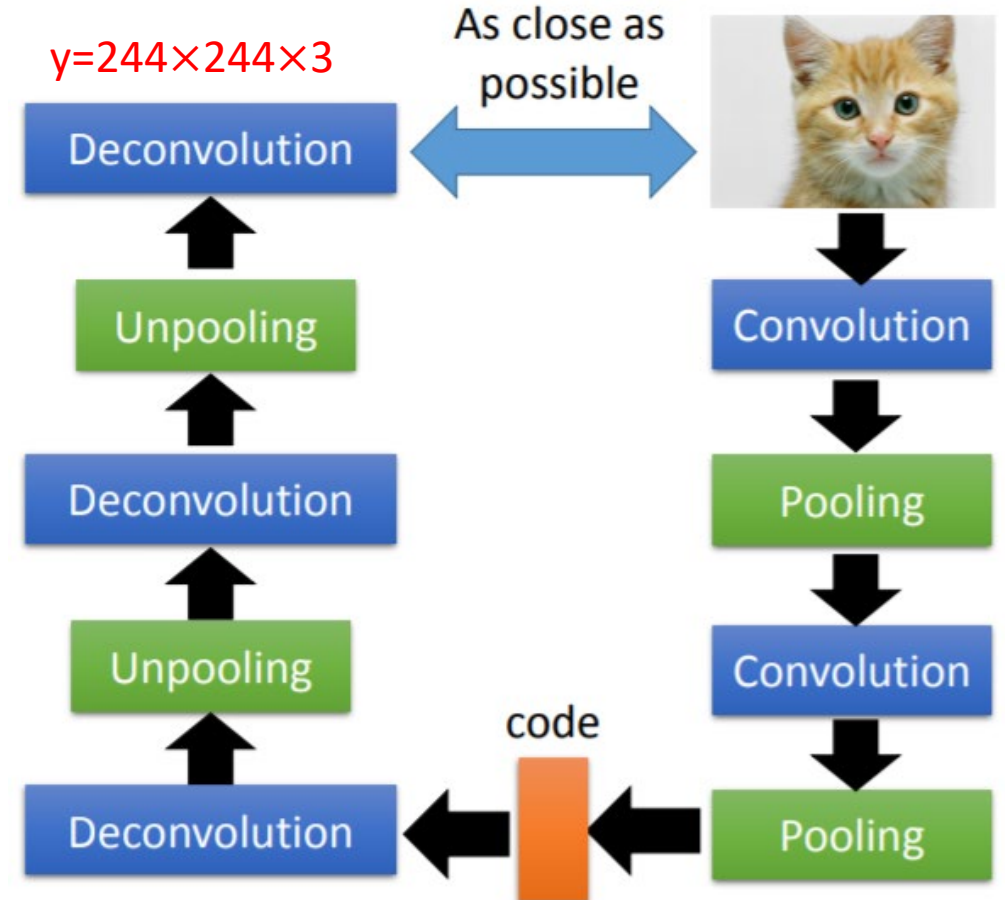 y=244×244×3
As close as
possible
Deconvolution
Unpooling
Convolution
Deconvolution
Pooling
Unpooling
Convolution
code
Deconvolution
Pooling